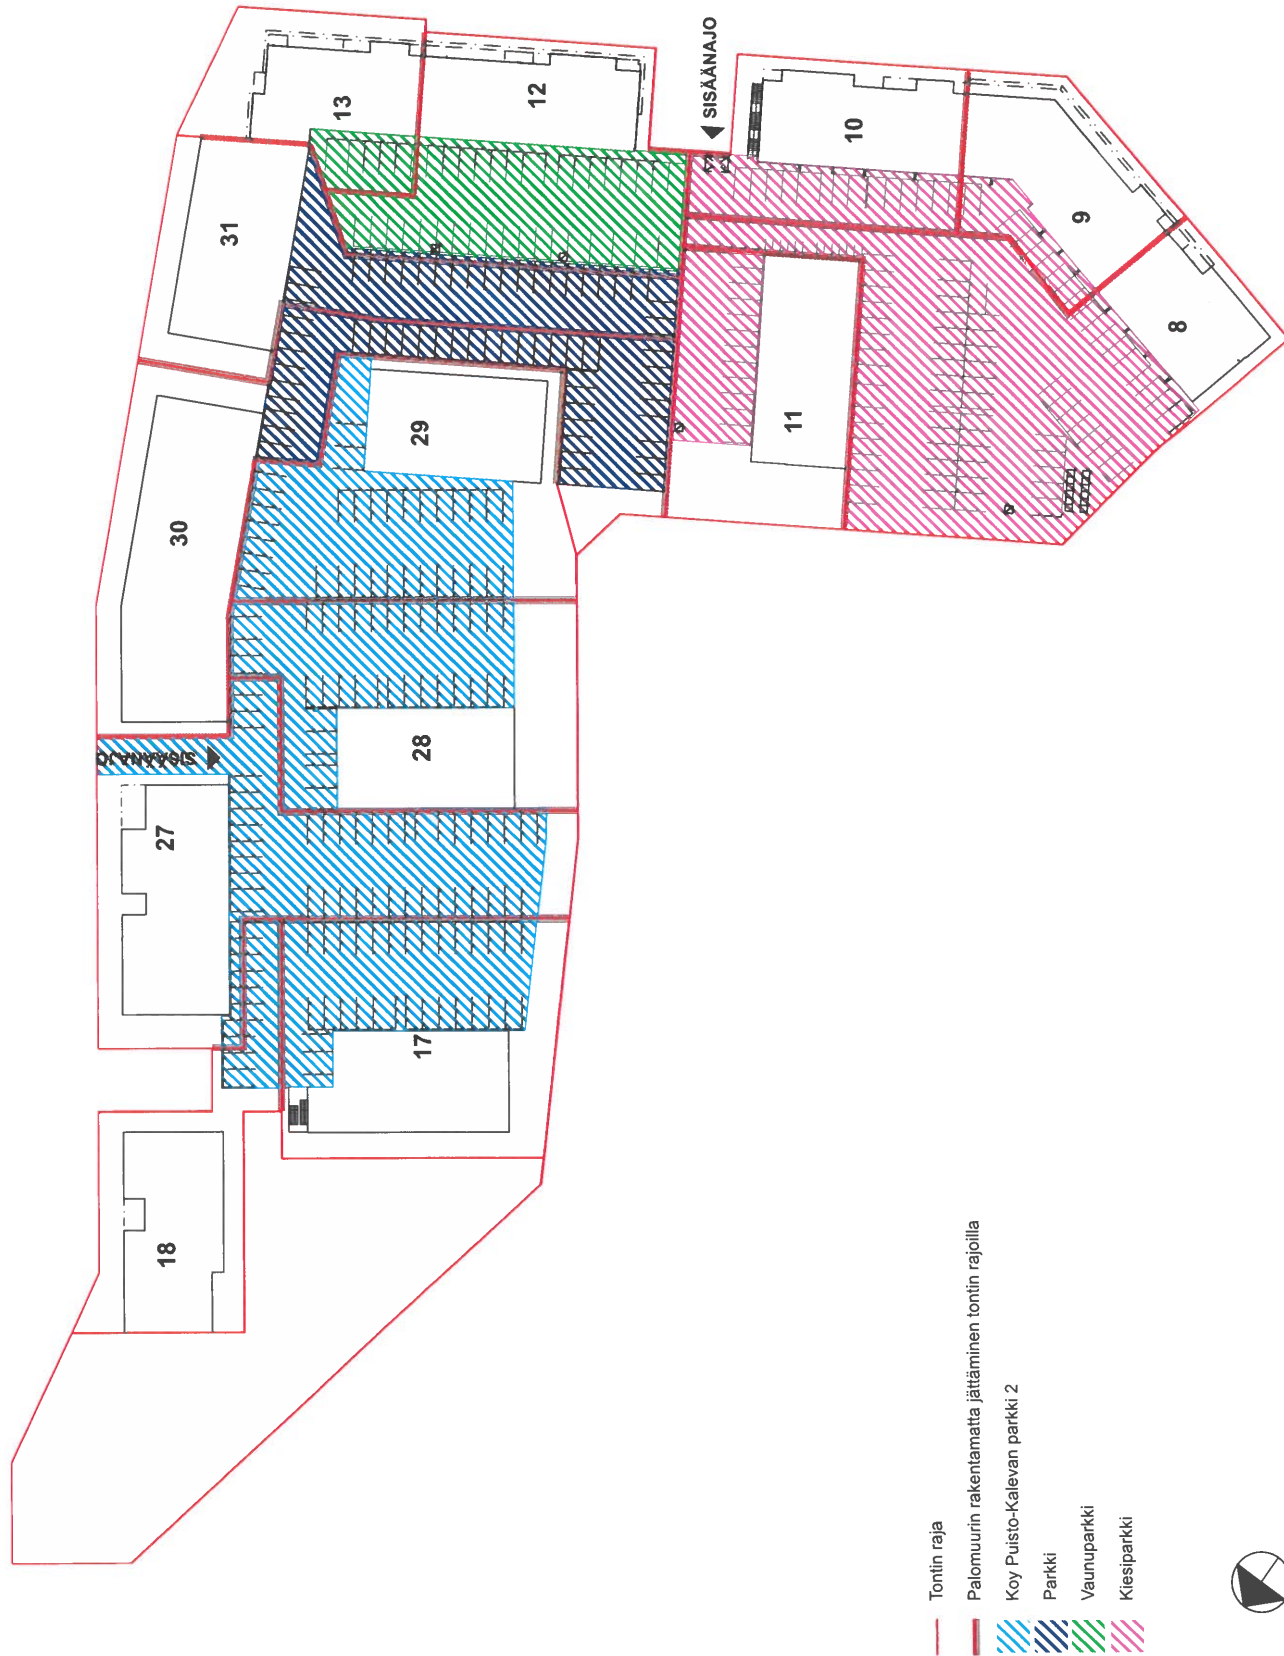 13
12
SISÄÄNAJO
10
9
8
31
11
29
30
28
SISÄÄNAJO
27
17
18
Tontin raja
Palomuurin rakentamatta jättäminen tontin rajoilla
Koy Puisto-Kalevan parkki 2
Parkki
Vaunuparkki
Kiesiparkki